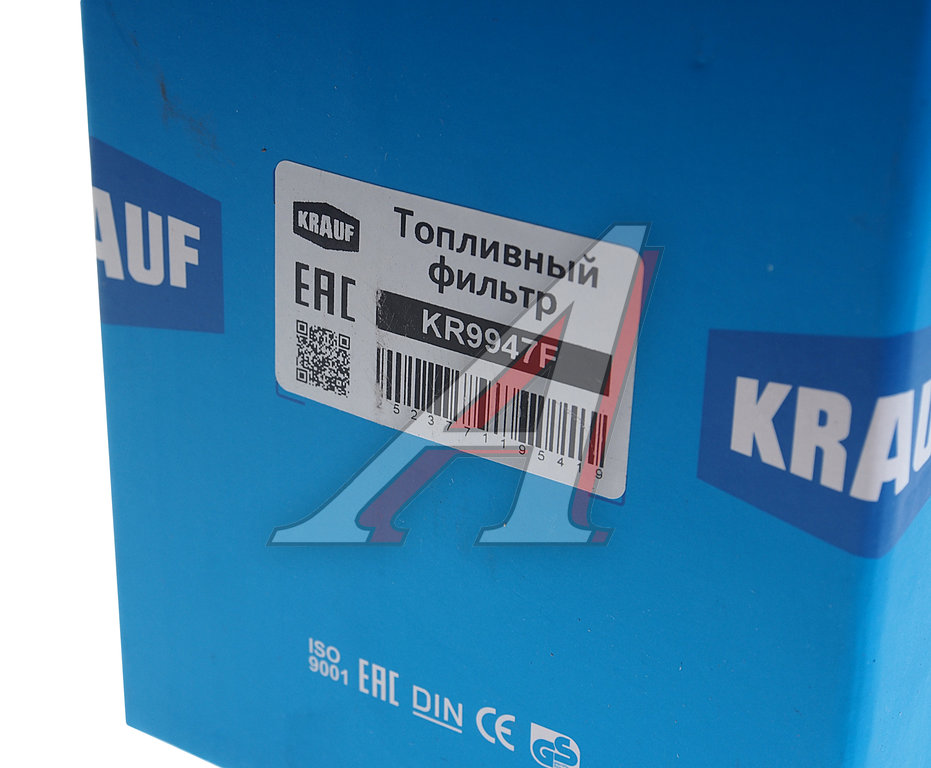 AUF
KRAUF
Топливный
фильтр
EAC
KR9947F
2523771195419
KRAU
ISO
9001
EAC
DIN
CE
GS